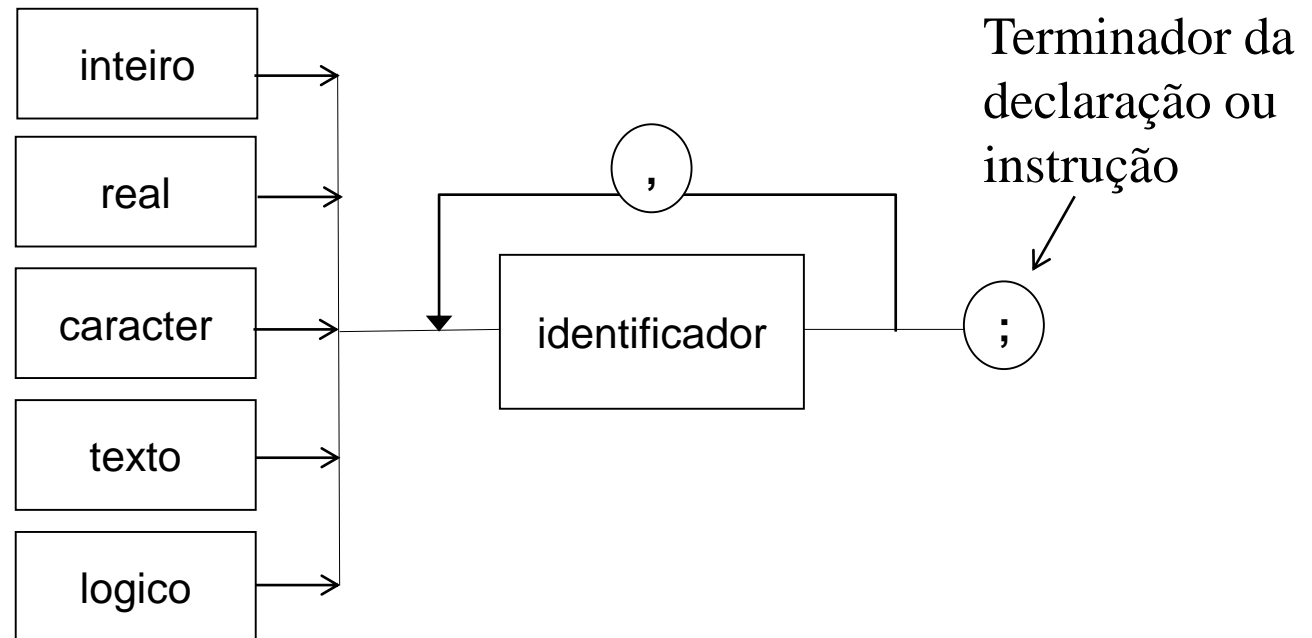 inteiro
real
caracter
texto
logico
,
identificador
;
Terminador da
declaração ou
instrução